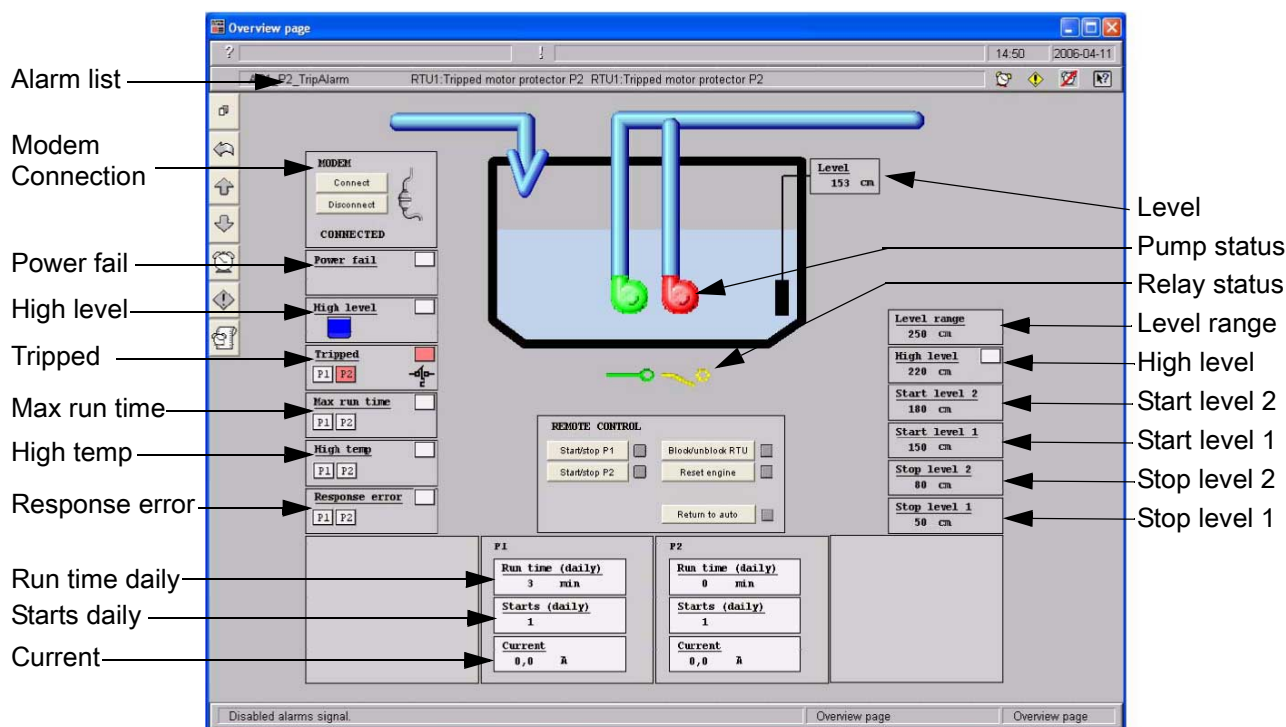 Overview page
?
!
14:50
2006-04-11
P2_TripAlarm RTU1:Tripped motor protector P2 RTU1:Tripped motor protector P2
Alarm list
Modem
Connection
Power fail
High level
Tripped
Max run time
High temp
Response error
Run time daily
Starts daily
Current
MODEM
Connect
Disconnect
CONNECTED
Power fail
High level
Tripped
P1 P2
Max run time
P1 P2
High temp
P1 P2
Response error
P1 P2
Level
153 cm
Level
Pump status
Relay status
Level range
High level
Start level 2
Start level 1
Stop level 2
Stop level 1
Level range
250 cm
High level
220 cm
Start level 2
180 cm
Start level 1
150 cm
Stop level 2
80 cm
Stop level 1
50 cm
REMOTE CONTROL
Start/stop P1
Block/unblock RTU
Start/stop P2
Reset engine
Return to auto
P1
Run time (daily)
3 min
Starts (daily)
1
Current
0,0 A
P2
Run time (daily)
0 min
Starts (daily)
1
Current
0,0 A
Disabled alarms signal.
Overview page
Overview page